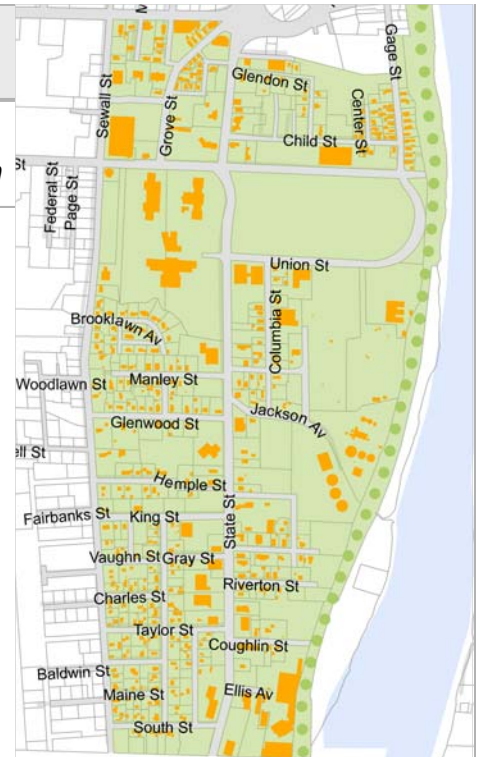 Sewall St
Grove St
Glendon St
Gage St
Center St
Child St
St
Federal St
Page St
Union St
Columbia St
Brooklawn Av
Woodlawn St
Manley St
Jackson Av
Glenwood St
ell St
Hemple St
State St
Fairbanks St
King St
Vaughn St
Gray St
Riverton St
Charles St
Taylor St
Coughlin St
Baldwin St
Maine St
Ellis Av
South St